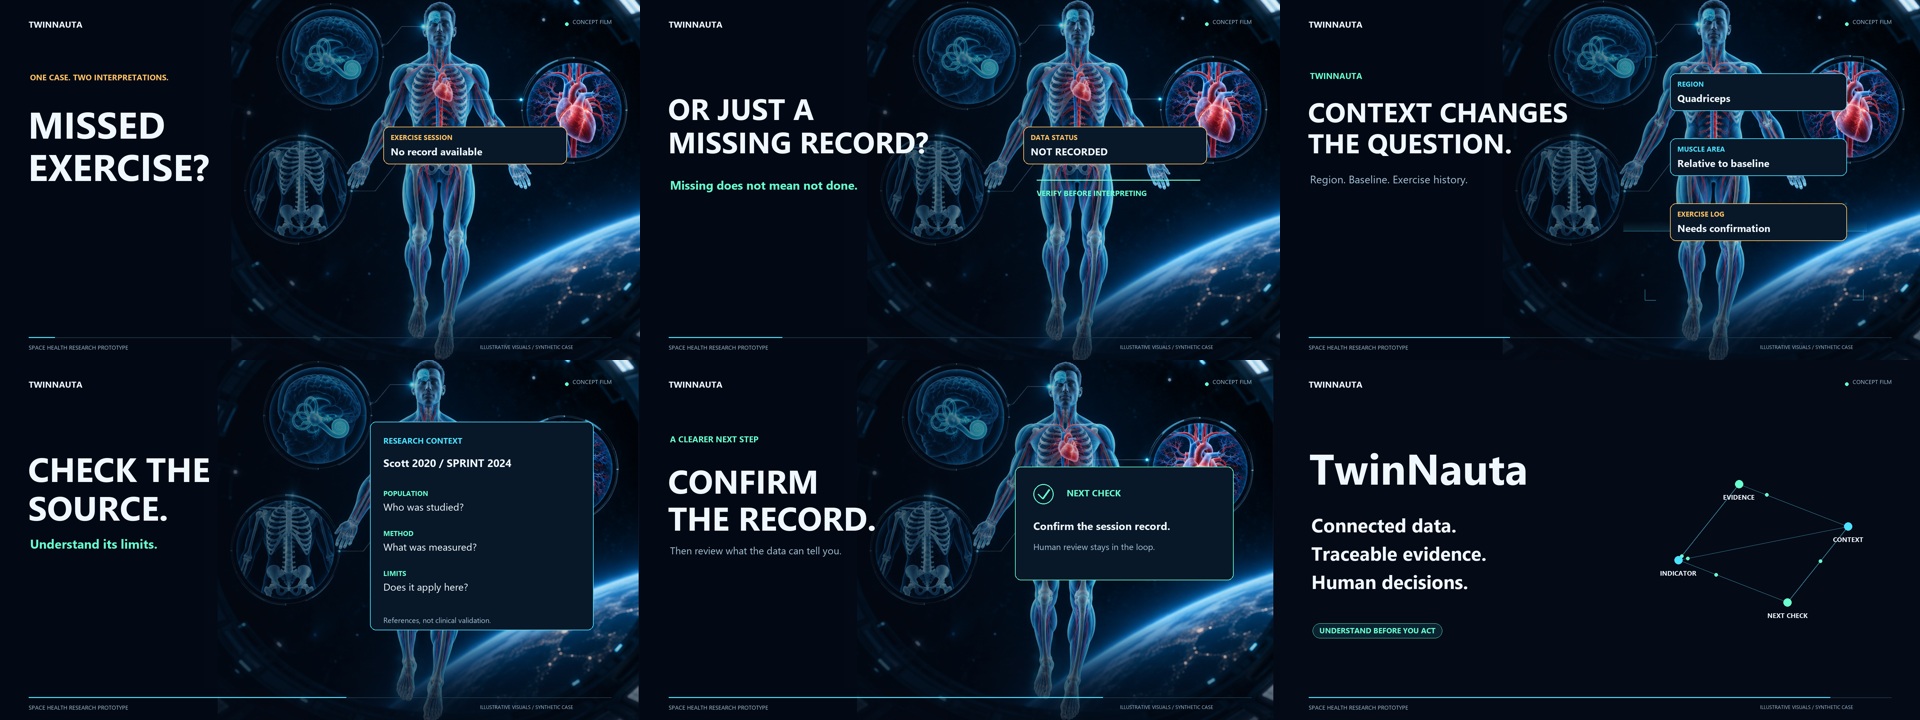 TWINNAUTA
CONCEPT FILM
ONE CASE. TWO INTERPRETATIONS.
MISSED
EXERCISE?
EXERCISE SESSION
No record available
SPACE HEALTH RESEARCH PROTOTYPE
ILLUSTRATIVE VISUALS / SYNTHETIC CASE
TWINNAUTA
CONCEPT FILM
OR JUST A
MISSING RECORD?
Missing does not mean not done.
DATA STATUS
NOT RECORDED
VERIFY BEFORE INTERPRETING
SPACE HEALTH RESEARCH PROTOTYPE
ILLUSTRATIVE VISUALS / SYNTHETIC CASE
TWINNAUTA
CONCEPT FILM
TWINNAUTA
CONTEXT CHANGES
THE QUESTION.
Region. Baseline. Exercise history.
REGION
Quadriceps
MUSCLE AREA
Relative to baseline
EXERCISE LOG
Needs confirmation
SPACE HEALTH RESEARCH PROTOTYPE
ILLUSTRATIVE VISUALS / SYNTHETIC CASE
TWINNAUTA
CONCEPT FILM
CHECK THE
SOURCE.
Understand its limits.
RESEARCH CONTEXT
Scott 2020 / SPRINT 2024
POPULATION
Who was studied?
METHOD
What was measured?
LIMITS
Does it apply here?
References, not clinical validation.
SPACE HEALTH RESEARCH PROTOTYPE
ILLUSTRATIVE VISUALS / SYNTHETIC CASE
TWINNAUTA
CONCEPT FILM
A CLEARER NEXT STEP
CONFIRM
THE RECORD.
Then review what the data can tell you.
NEXT CHECK
Confirm the session record.
Human review stays in the loop.
SPACE HEALTH RESEARCH PROTOTYPE
ILLUSTRATIVE VISUALS / SYNTHETIC CASE
TWINNAUTA
CONCEPT FILM
TwinNauta
Connected data.
Traceable evidence.
Human decisions.
UNDERSTAND BEFORE YOU ACT
EVIDENCE
CONTEXT
INDICATOR
NEXT CHECK
SPACE HEALTH RESEARCH PROTOTYPE
ILLUSTRATIVE VISUALS / SYNTHETIC CASE